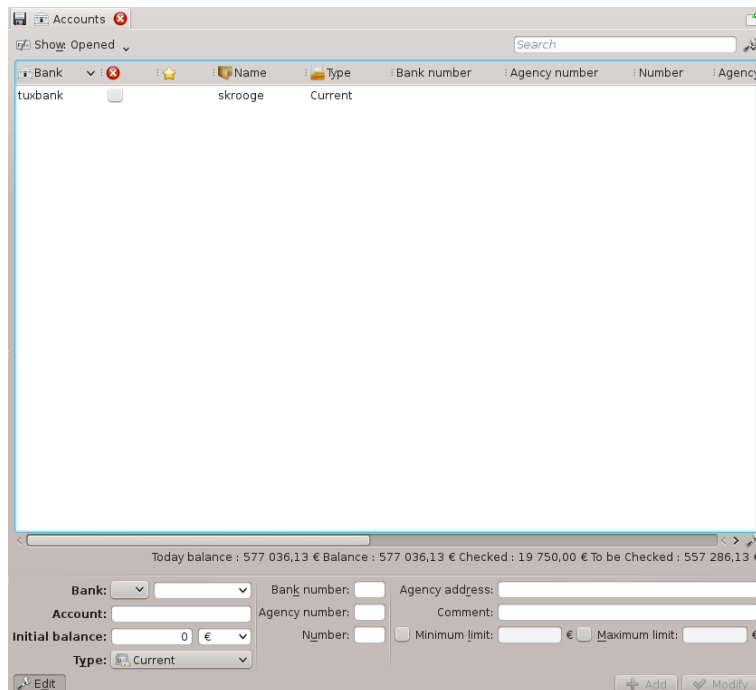 Accounts
Show: Opened Search
Bank Name Type Bank number Agency number Number Agency
tuxbank skrooge Current
Today balance : 577 036,13 € Balance : 577 036,13 € Checked : 19 750,00 € To be Checked : 557 286,13 €
Bank: Bank number: Agency address:
Account: Agency number: Comment:
Initial balance: 0 € Number: Minimum limit: € Maximum limit: €
Type: Current
Edit Add Modify